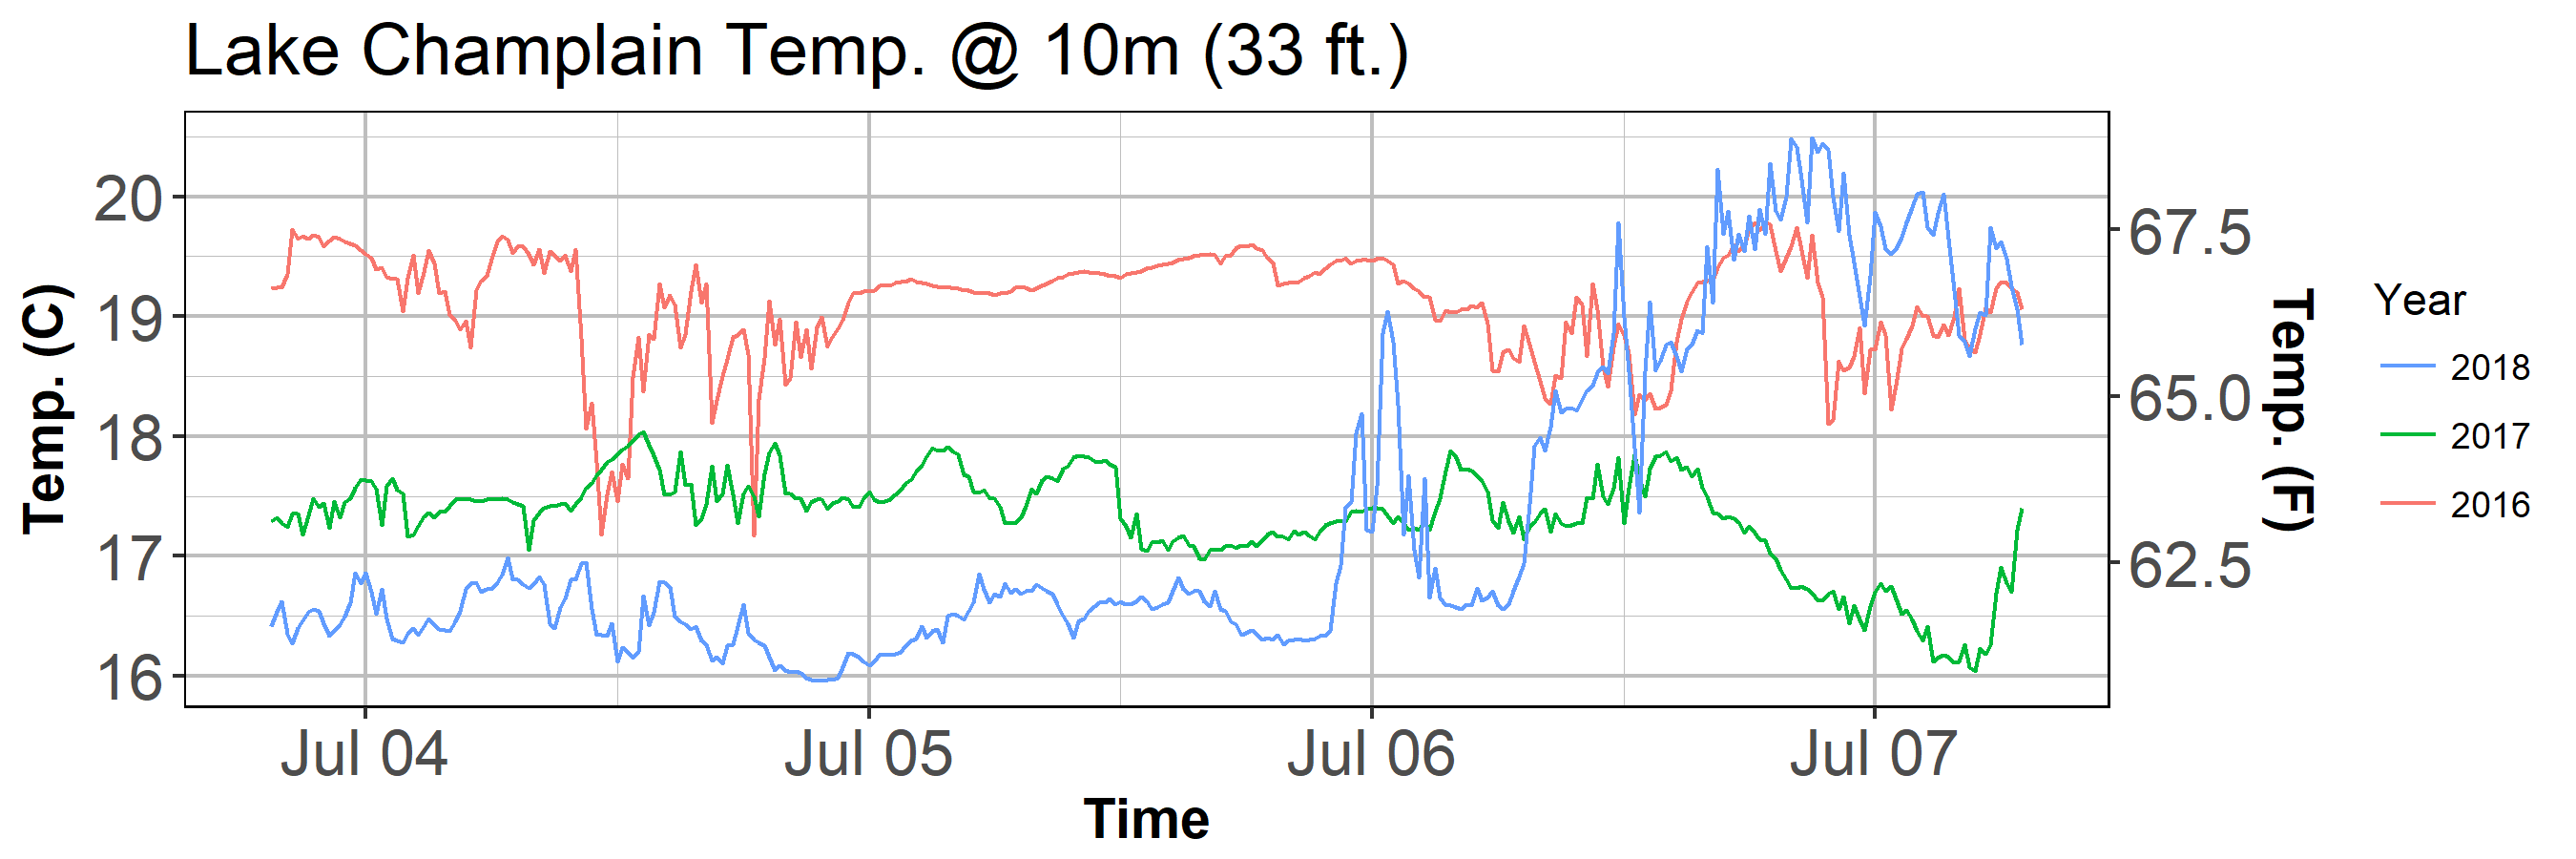 Lake Champlain Temp. @ 10m (33 ft.)
20
19
18
17
16
Temp. (C)
67.5
65.0
62.5
Temp. (F)
Jul 04
Jul 05
Jul 06
Jul 07
Time
Year
2018
2017
2016